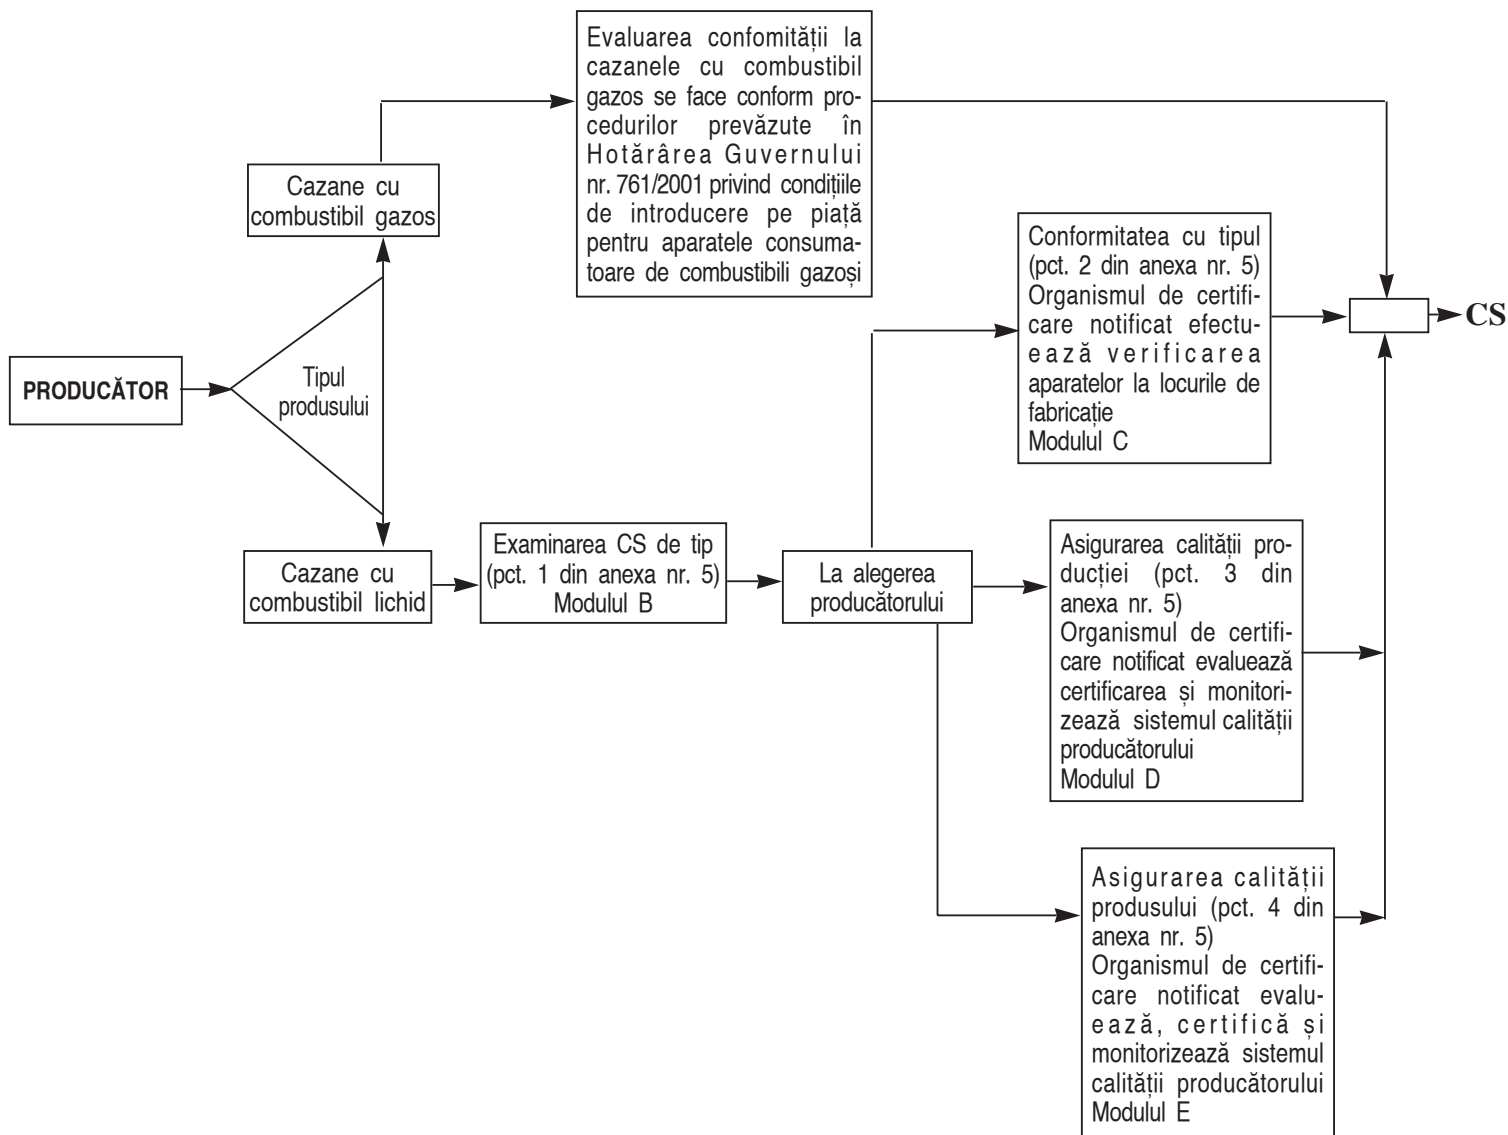 Evaluarea confomității la
cazanele cu combustibil
gazos se face conform pro-
cedurilor prevăzute în
Hotărârea Guvernului
nr. 761/2001 privind condițiile
de introducere pe piață
pentru aparatele consuma-
toare de combustibili gazoși
Cazane cu
combustibil gazos
Conformitatea cu tipul
(pct. 2 din anexa nr. 5)
Organismul de certifi-
care notificat efectu-
ează verificarea
aparatelor la locurile de
fabricație
Modulul C
CS
PRODUCĂTOR
Tipul
produsului
Cazane cu
combustibil lichid
Examinarea CS de tip
(pct. 1 din anexa nr. 5)
Modulul B
La alegerea
producătorului
Asigurarea calității pro-
ducției (pct. 3 din
anexa nr. 5)
Organismul de certifi-
care notificat evaluează
certificarea și monitori-
zează sistemul calității
producătorului
Modulul D
Asigurarea calității
produsului (pct. 4 din
anexa nr. 5)
Organismul de certifi-
care notificat evalu-
ează, certifică și
monitorizează sistemul
calității producătorului
Modulul E